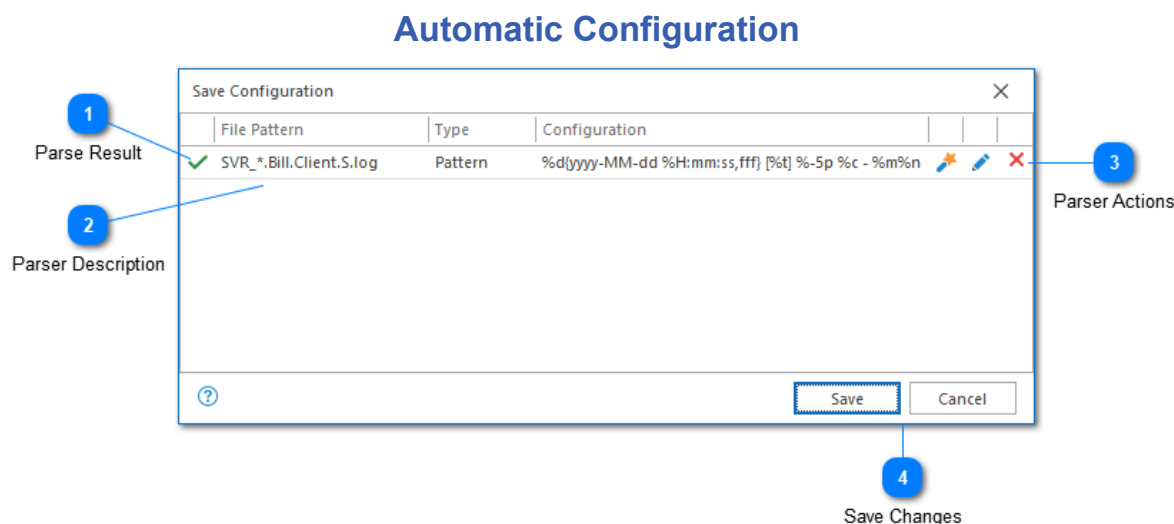 Automatic Configuration
Save Configuration
File Pattern Type Configuration
SVR_*.Bill.Client.S.log Pattern %d{yyyy-MM-dd %H:mm:ss,fff} [%t] %-5p %c - %m%n
1
Parse Result
3
Parser Actions
2
Parser Description
?
Save Cancel
4
Save Changes